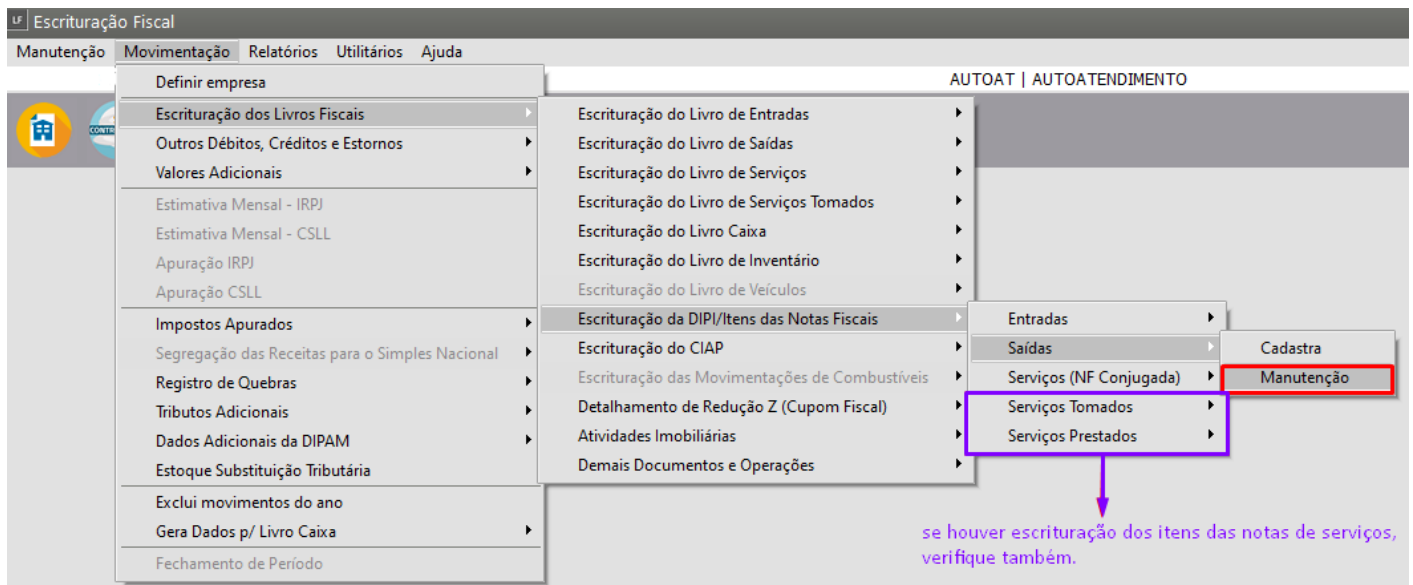 LF Escrituração Fiscal
Manutenção Movimentação Relatórios Utilitários Ajuda
AUTOAT | AUTOATENDIMENTO
CONTR
Definir empresa
Escrituração dos Livros Fiscais
Outros Débitos, Créditos e Estornos
Valores Adicionais
Estimativa Mensal - IRPJ
Estimativa Mensal - CSLL
Apuração IRPJ
Apuração CSLL
Impostos Apurados
Segregação das Receitas para o Simples Nacional
Registro de Quebras
Tributos Adicionais
Dados Adicionais da DIPAM
Estoque Substituição Tributária
Exclui movimentos do ano
Gera Dados p/ Livro Caixa
Fechamento de Período
Escrituração do Livro de Entradas
Escrituração do Livro de Saídas
Escrituração do Livro de Serviços
Escrituração do Livro de Serviços Tomados
Escrituração do Livro Caixa
Escrituração do Livro de Inventário
Escrituração do Livro de Veículos
Escrituração da DIPI/Itens das Notas Fiscais
Escrituração do CIAP
Escrituração das Movimentações de Combustíveis
Detalhamento de Redução Z (Cupom Fiscal)
Atividades Imobiliárias
Demais Documentos e Operações
Entradas
Saídas
Serviços (NF Conjugada)
Serviços Tomados
Serviços Prestados
Cadastra
Manutenção
se houver escrituração dos itens das notas de serviços,
verifique também.